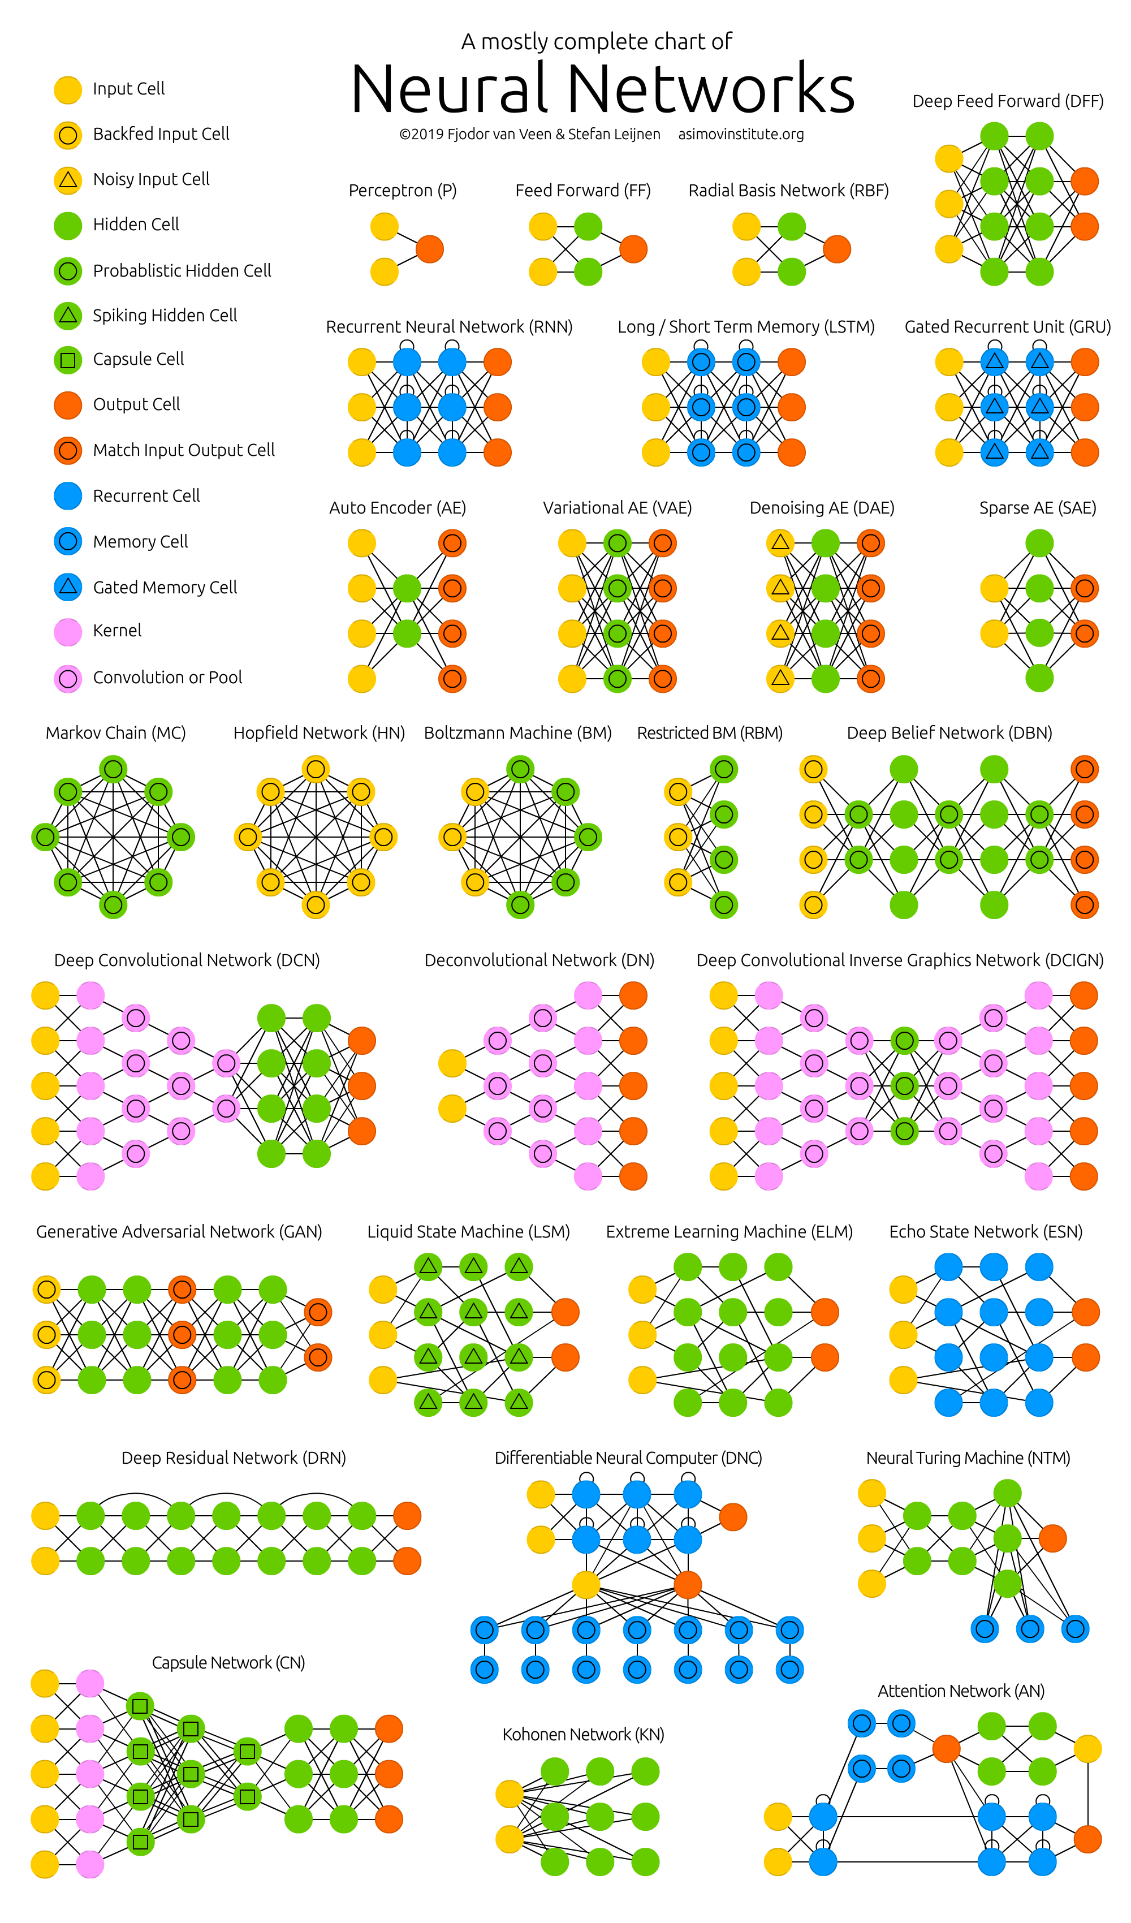 A mostly complete chart of
Neural Networks
©2019 Fjodor van Veen & Stefan Leijnen asimovinstitute.org
Input Cell
Backfed Input Cell
Noisy Input Cell
Hidden Cell
Probablistic Hidden Cell
Spiking Hidden Cell
Capsule Cell
Output Cell
Match Input Output Cell
Recurrent Cell
Memory Cell
Gated Memory Cell
Kernel
Convolution or Pool
Deep Feed Forward (DFF)
Perceptron (P)
Feed Forward (FF)
Radial Basis Network (RBF)
Recurrent Neural Network (RNN)
Long / Short Term Memory (LSTM)
Gated Recurrent Unit (GRU)
Auto Encoder (AE)
Variational AE (VAE)
Denoising AE (DAE)
Sparse AE (SAE)
Markov Chain (MC)
Hopfield Network (HN)
Boltzmann Machine (BM)
Restricted BM (RBM)
Deep Belief Network (DBN)
Deep Convolutional Network (DCN)
Deconvolutional Network (DN)
Deep Convolutional Inverse Graphics Network (DCIGN)
Generative Adversarial Network (GAN)
Liquid State Machine (LSM)
Extreme Learning Machine (ELM)
Echo State Network (ESN)
Deep Residual Network (DRN)
Differentiable Neural Computer (DNC)
Neural Turing Machine (NTM)
Capsule Network (CN)
Kohonen Network (KN)
Attention Network (AN)